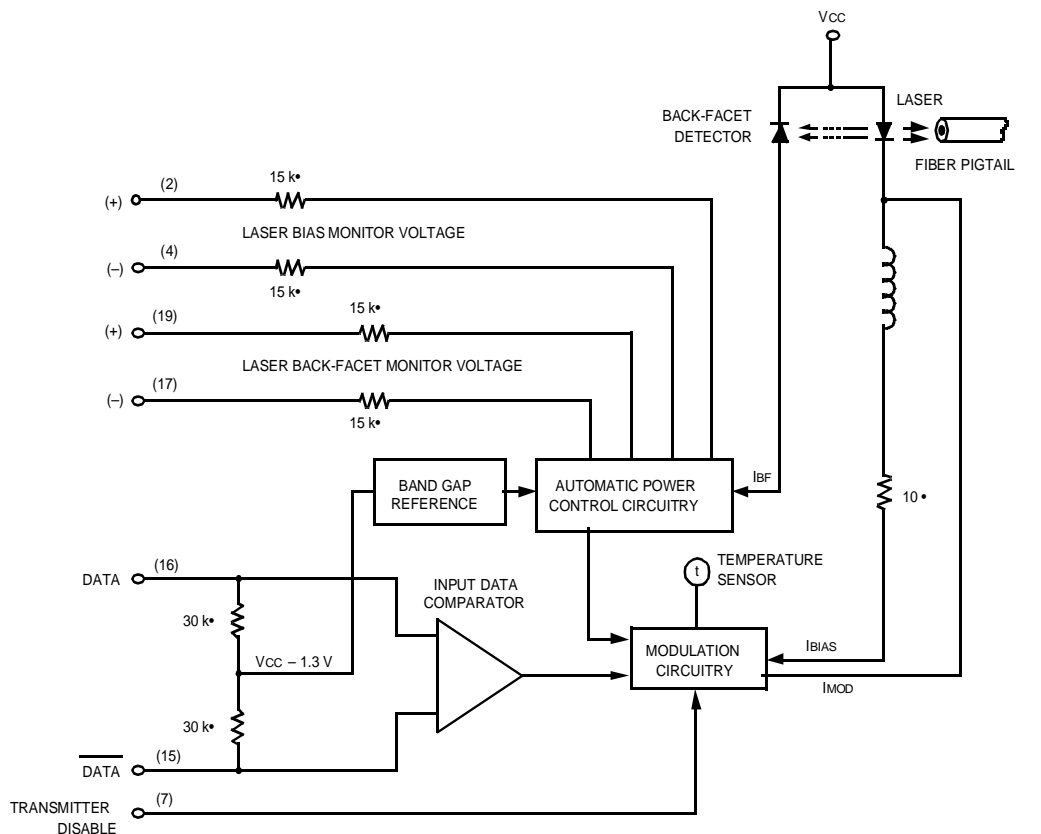 VCC
LASER
BACK-FACET
DETECTOR
FIBER PIGTAIL
(2)
15 k•
(+)
LASER BIAS MONITOR VOLTAGE
(4)
(–)
15 k•
15 k•
(19)
(+)
LASER BACK-FACET MONITOR VOLTAGE
(17)
(–)
15 k•
BAND GAP
REFERENCE
AUTOMATIC POWER
CONTROL CIRCUITRY
IBF
10 •
TEMPERATURE
SENSOR
t
(16)
DATA
INPUT DATA
COMPARATOR
30 k•
VCC – 1.3 V
MODULATION
CIRCUITRY
IBIAS
IMOD
30 k•
(15)
DATA
(7)
TRANSMITTER
DISABLE